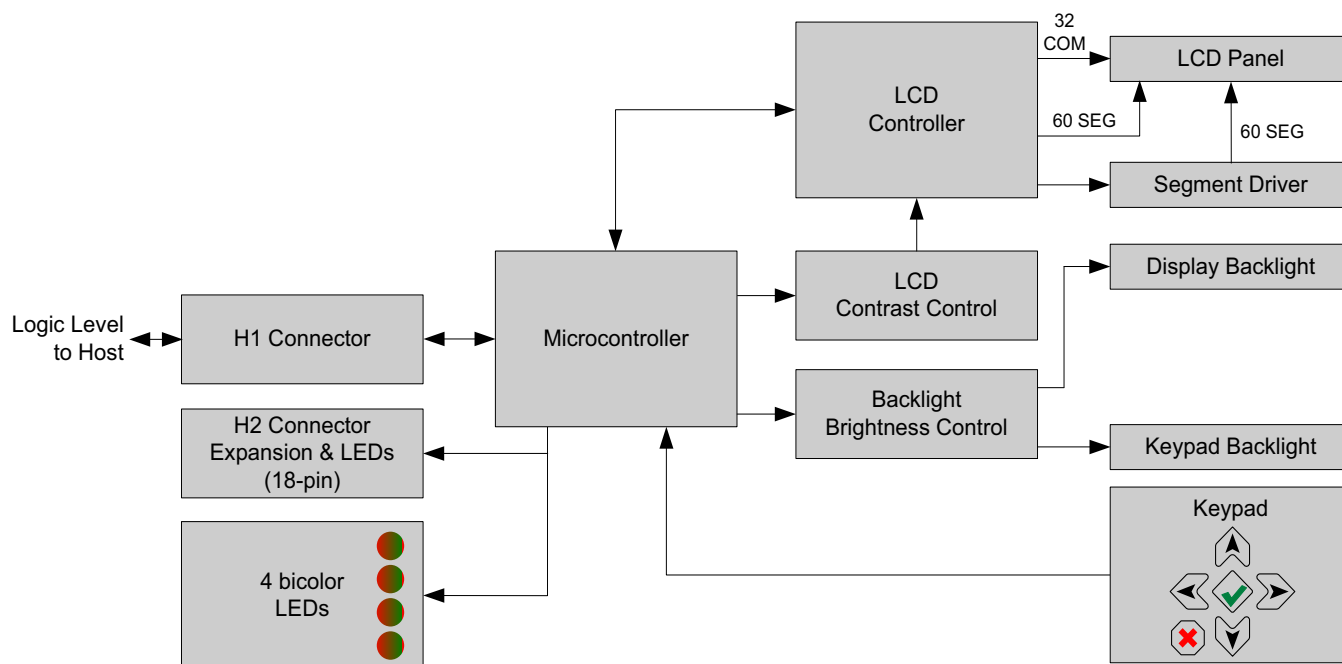 32
COM
LCD Panel
LCD
Controller
60 SEG
60 SEG
Segment Driver
LCD
Contrast Control
Display Backlight
Logic Level
to Host
H1 Connector
Microcontroller
Backlight
Brightness Control
H2 Connector
Expansion & LEDs
(18-pin)
Keypad Backlight
Keypad
4 bicolor
LEDs